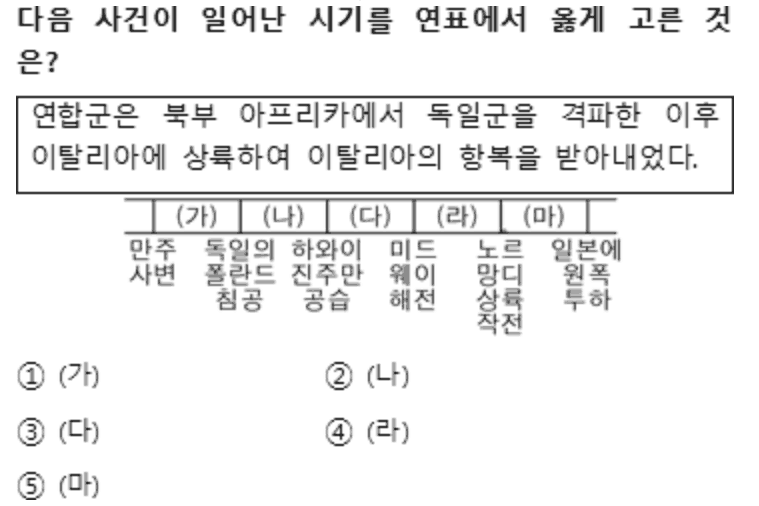 다음 사건이 일어난 시기를 연표에서 옳게 고른 것
은?
연합군은 북부 아프리카에서 독일군을 격파한 이후
이탈리아에 상륙하여 이탈리아의 항복을 받아내었다.
(가) (나) (다) (라) (마)
만주 독일의 하와이 미드 노르 일본에
사변 폴란드 진주만 웨이 망디 원폭
침공 공습 해전 상륙 투하
작전
① (가) ② (나)
③ (다) ④ (라)
⑤ (마)